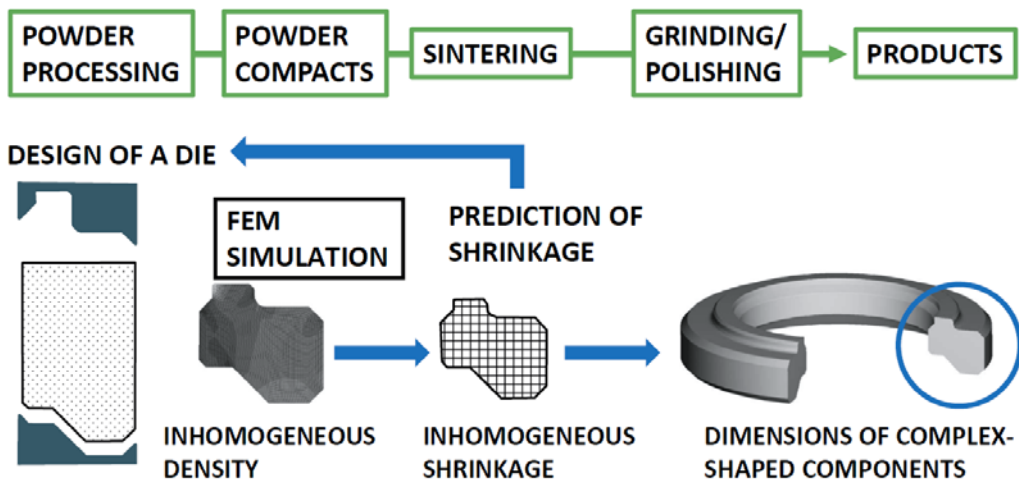 POWDER
PROCESSING
POWDER
COMPACTS
SINTERING
GRINDING/
POLISHING
PRODUCTS
DESIGN OF A DIE
FEM
SIMULATION
PREDICTION OF
SHRINKAGE
INHOMOGENEOUS
DENSITY
INHOMOGENEOUS
SHRINKAGE
DIMENSIONS OF COMPLEX-
SHAPED COMPONENTS